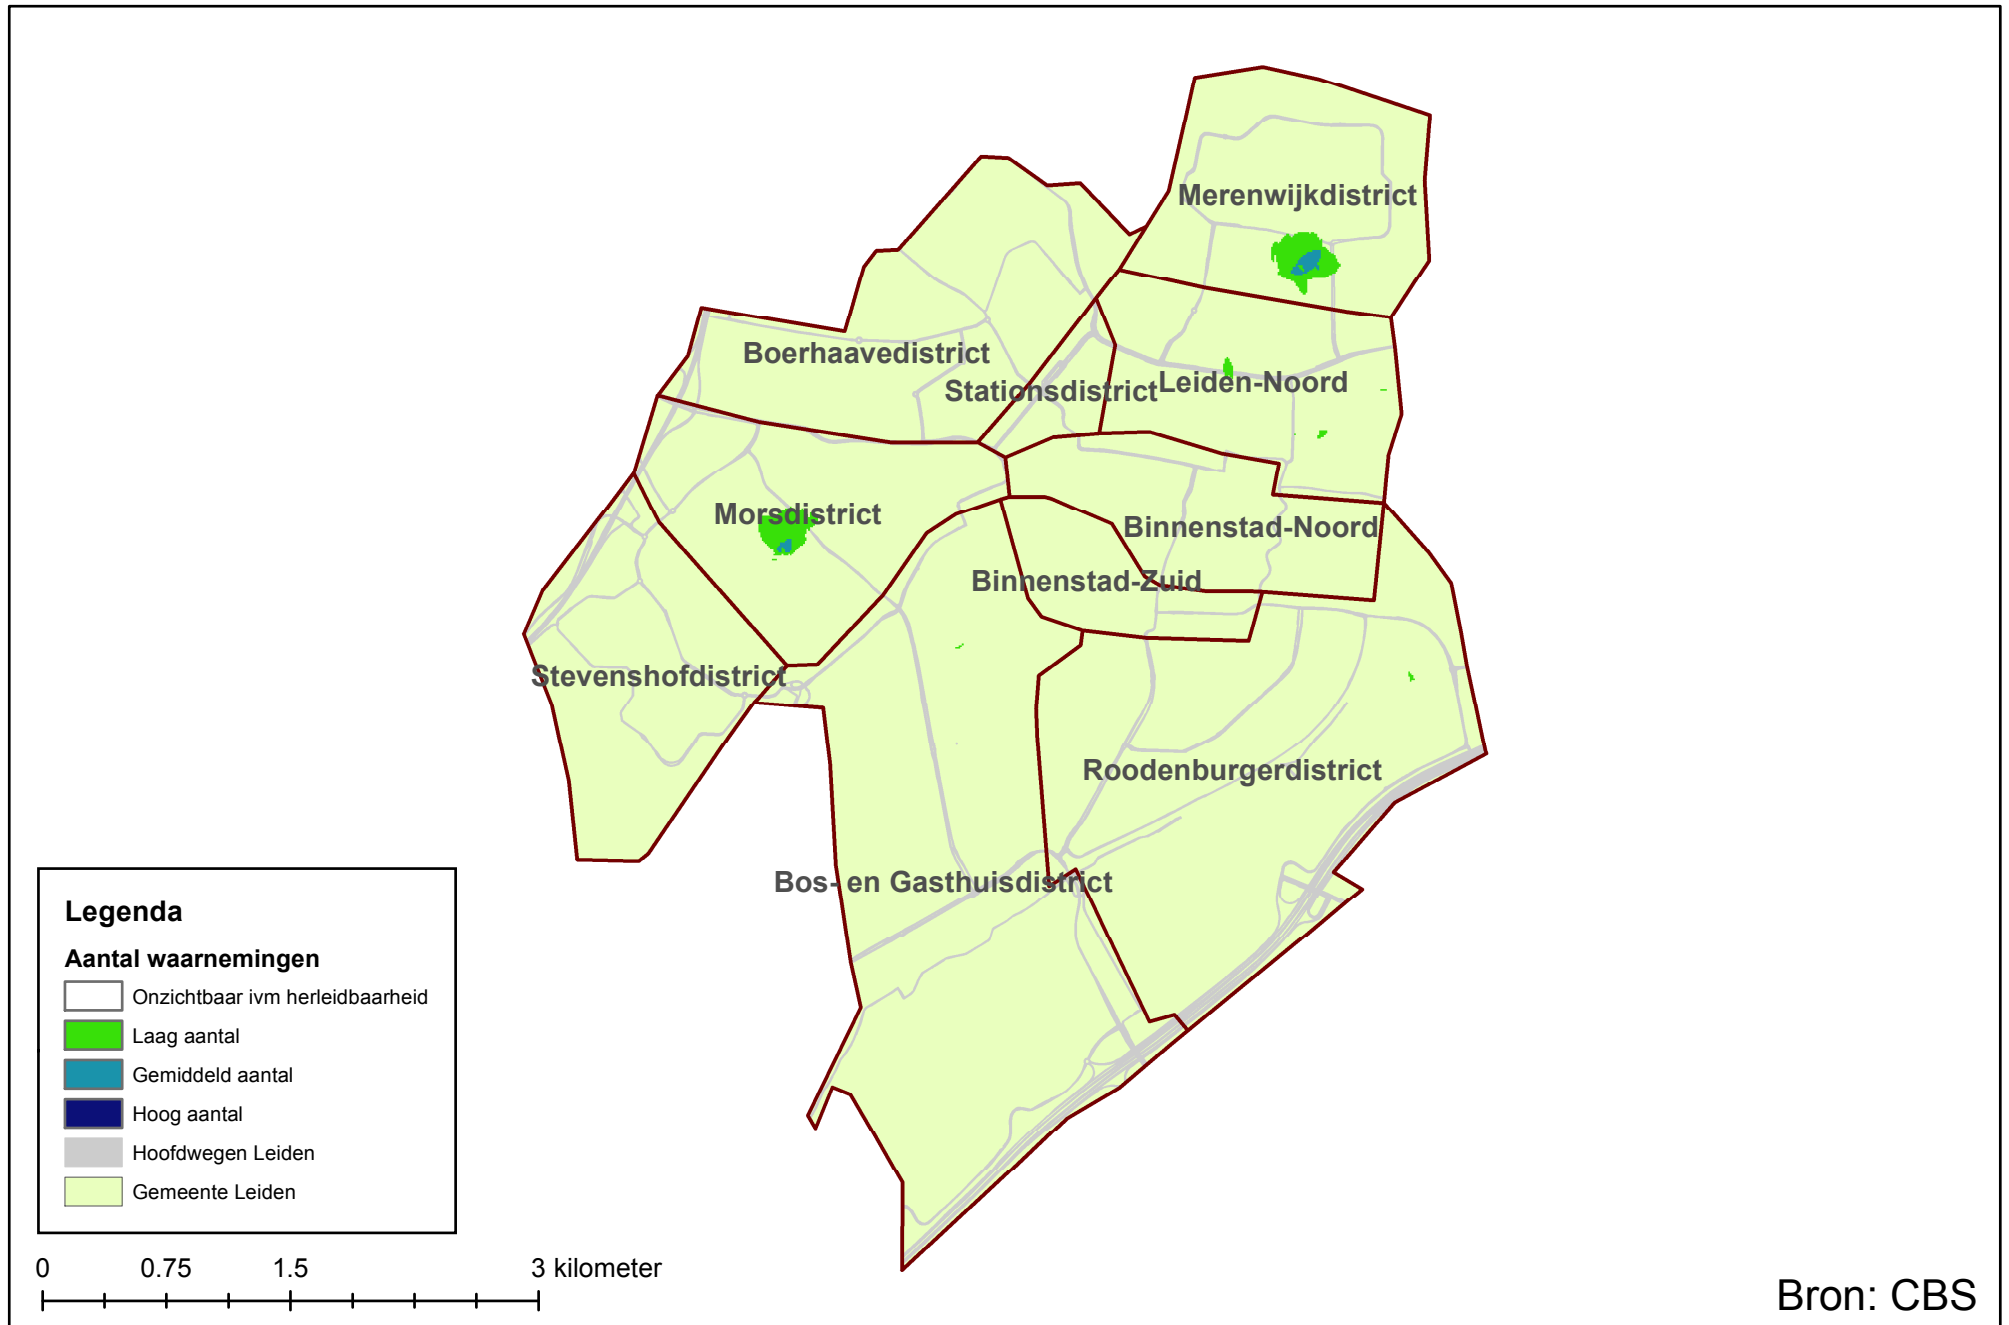 Merenwijkdistrict
Boerhaavedistrict
Stationsdistrict
Leiden-Noord
Morsdistrict
Binnenstad-Noord
Binnenstad-Zuid
Stevenshofdistrict
Roodenburgerdistrict
Bos- en Gasthuisdistrict
Legenda
Aantal waarnemingen
Onzichtbaar ivm herleidbaarheid
Laag aantal
Gemiddeld aantal
Hoog aantal
Hoofdwegen Leiden
Gemeente Leiden
0 0.75 1.5 3 kilometer
Bron: CBS